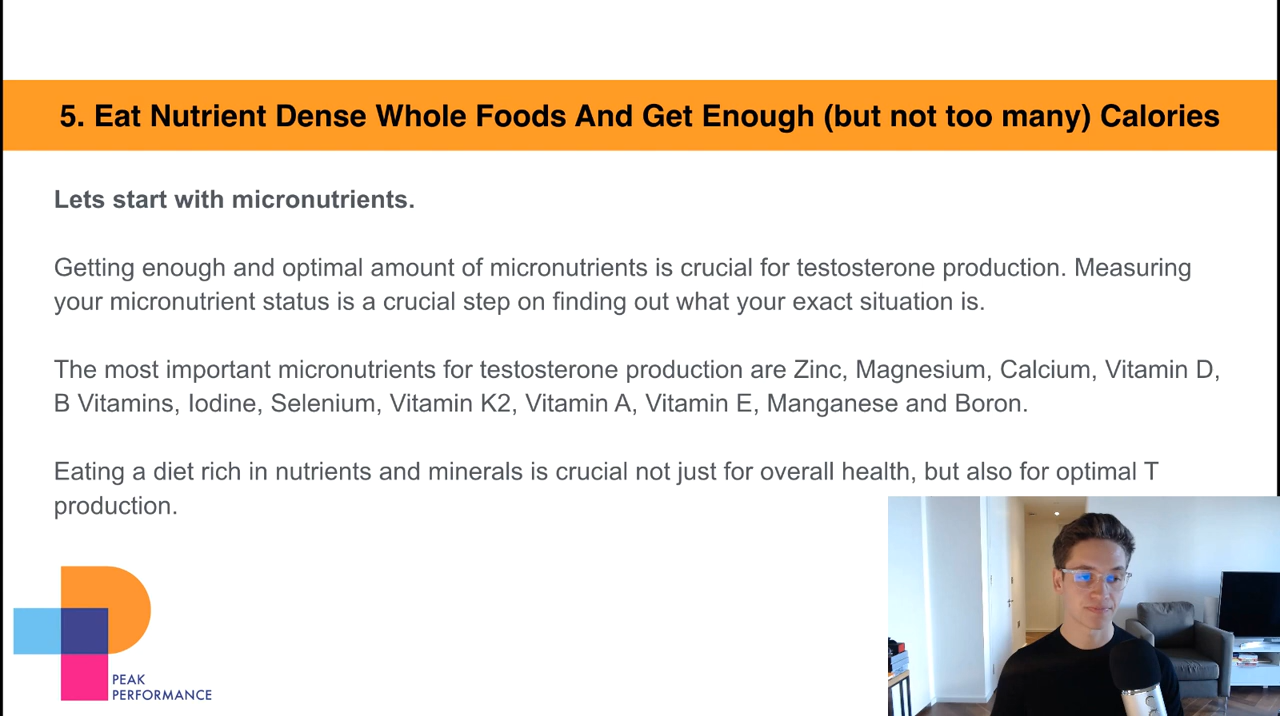 5. Eat Nutrient Dense Whole Foods And Get Enough (but not too many) Calories
Lets start with micronutrients.
Getting enough and optimal amount of micronutrients is crucial for testosterone production. Measuring
your micronutrient status is a crucial step on finding out what your exact situation is.
The most important micronutrients for testosterone production are Zinc, Magnesium, Calcium, Vitamin D,
B Vitamins, Iodine, Selenium, Vitamin K2, Vitamin A, Vitamin E, Manganese and Boron.
Eating a diet rich in nutrients and minerals is crucial not just for overall health, but also for optimal T
production.
PEAK
PERFORMANCE